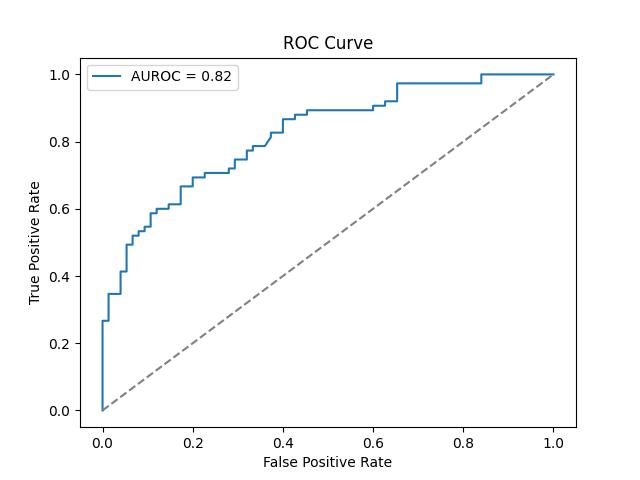 ROC Curve
AUROC = 0.82
1.0
0.8
0.6
0.4
0.2
0.0
True Positive Rate
0.0 0.2 0.4 0.6 0.8 1.0
False Positive Rate